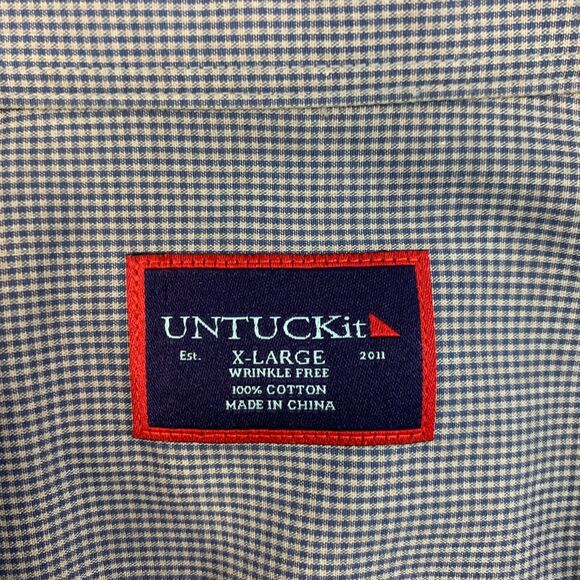 UNTUCKit
Est. X-LARGE 2011
WRINKLE FREE
100% COTTON
MADE IN CHINA